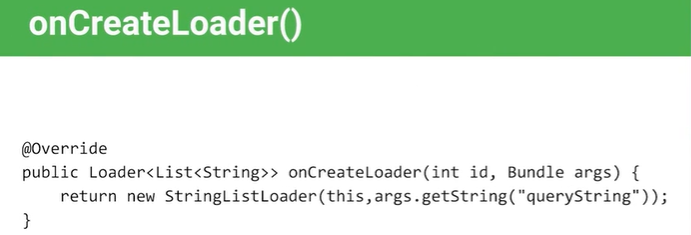 onCreateLoader()
@Override
public Loader<List<String>> onCreateLoader(int id, Bundle args) {
    return new StringListLoader(this,args.getString("queryString"));
}